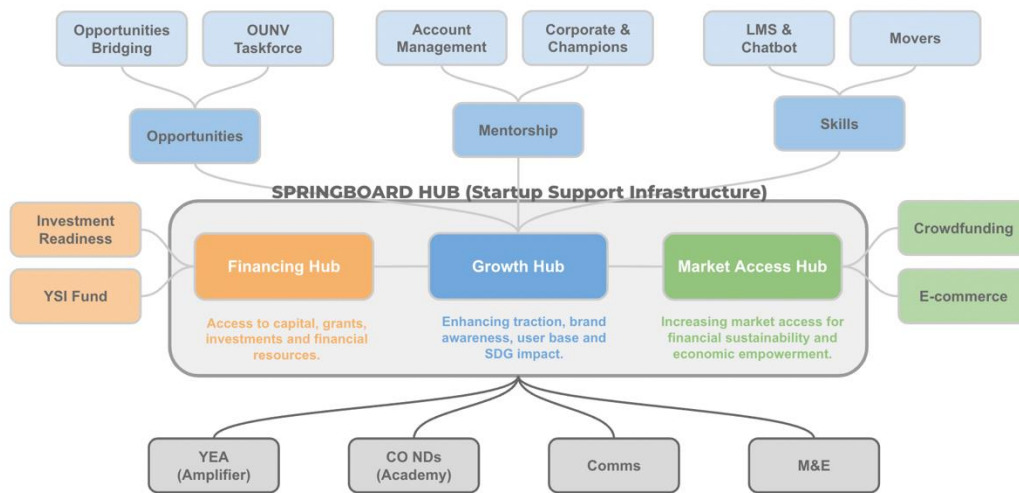 Opportunities
Bridging
OUNV
Taskforce
Account
Management
Corporate &
Champions
LMS &
Chatbot
Movers
Opportunities
Mentorship
Skills
SPRINGBOARD HUB (Startup Support Infrastructure)
Investment
Readiness
YSI Fund
Financing Hub
Growth Hub
Market Access Hub
Crowdfunding
E-commerce
Access to capital, grants,
investments and financial
resources.
Enhancing traction, brand
awareness, user base and
SDG impact.
Increasing market access for
financial sustainability and
economic empowerment.
YEA
(Amplifier)
CO NDs
(Academy)
Comms
M&E